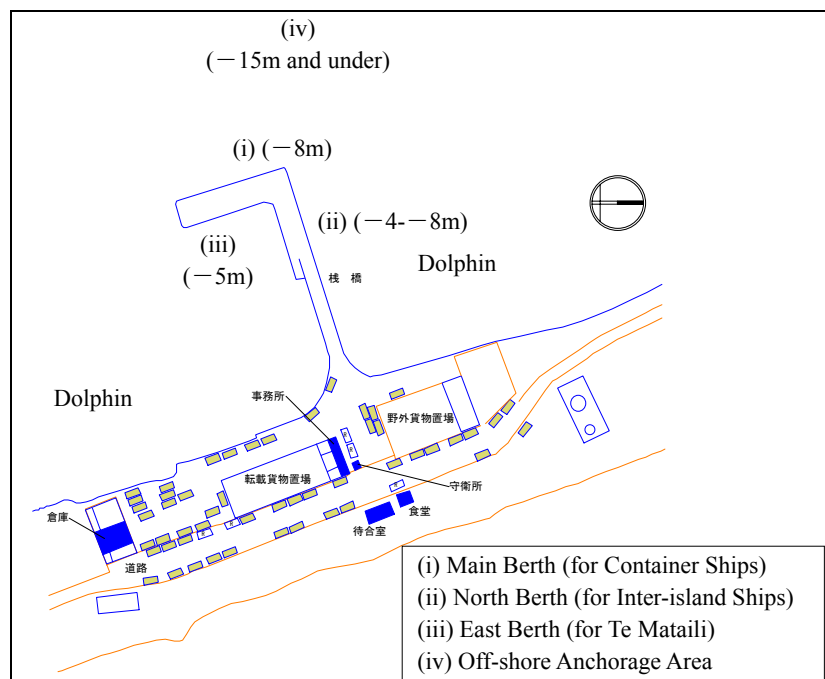 (iv)
(－15m and under)
(i) (－8m)
(ii) (－4-－8m)
(iii)
(－5m)
Dolphin
桟 橋
Dolphin
事務所
野外貨物置場
転載貨物置場
守衛所
倉庫
食堂
待合室
道路
(i) Main Berth (for Container Ships)
(ii) North Berth (for Inter-island Ships)
(iii) East Berth (for Te Mataili)
(iv) Off-shore Anchorage Area